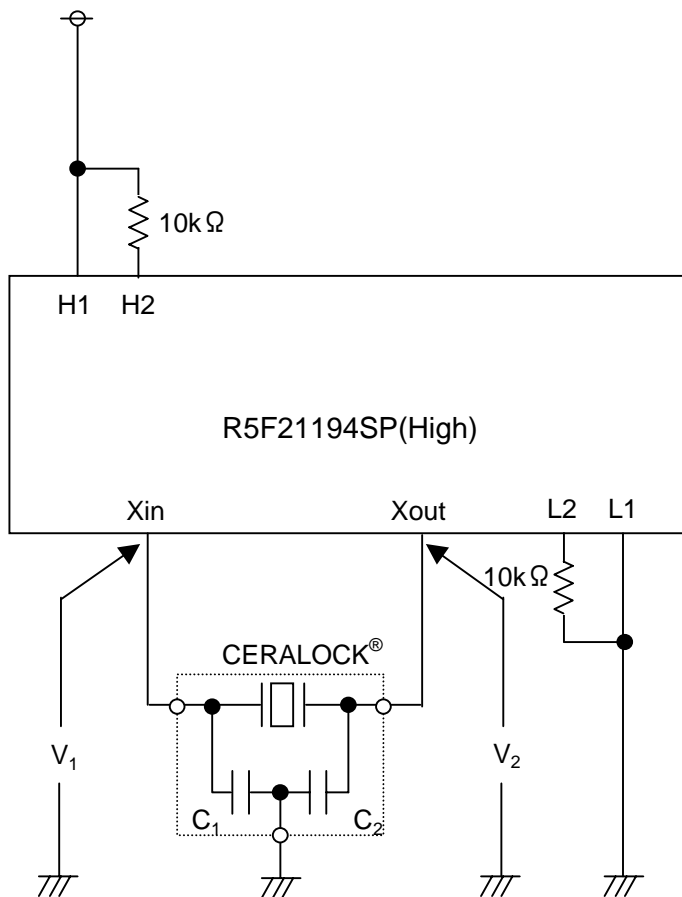 10kΩ
H1 H2
R5F21194SP(High)
Xin Xout L2 L1
10kΩ
CERALOCK®
V₁ V₂
C₁ C₂